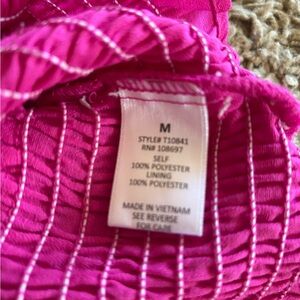 M
STYLE# T10841
RN# 108697
SELF
100% POLYESTER
LINING
100% POLYESTER
MADE IN VIETNAM
SEE REVERSE
FOR CARE